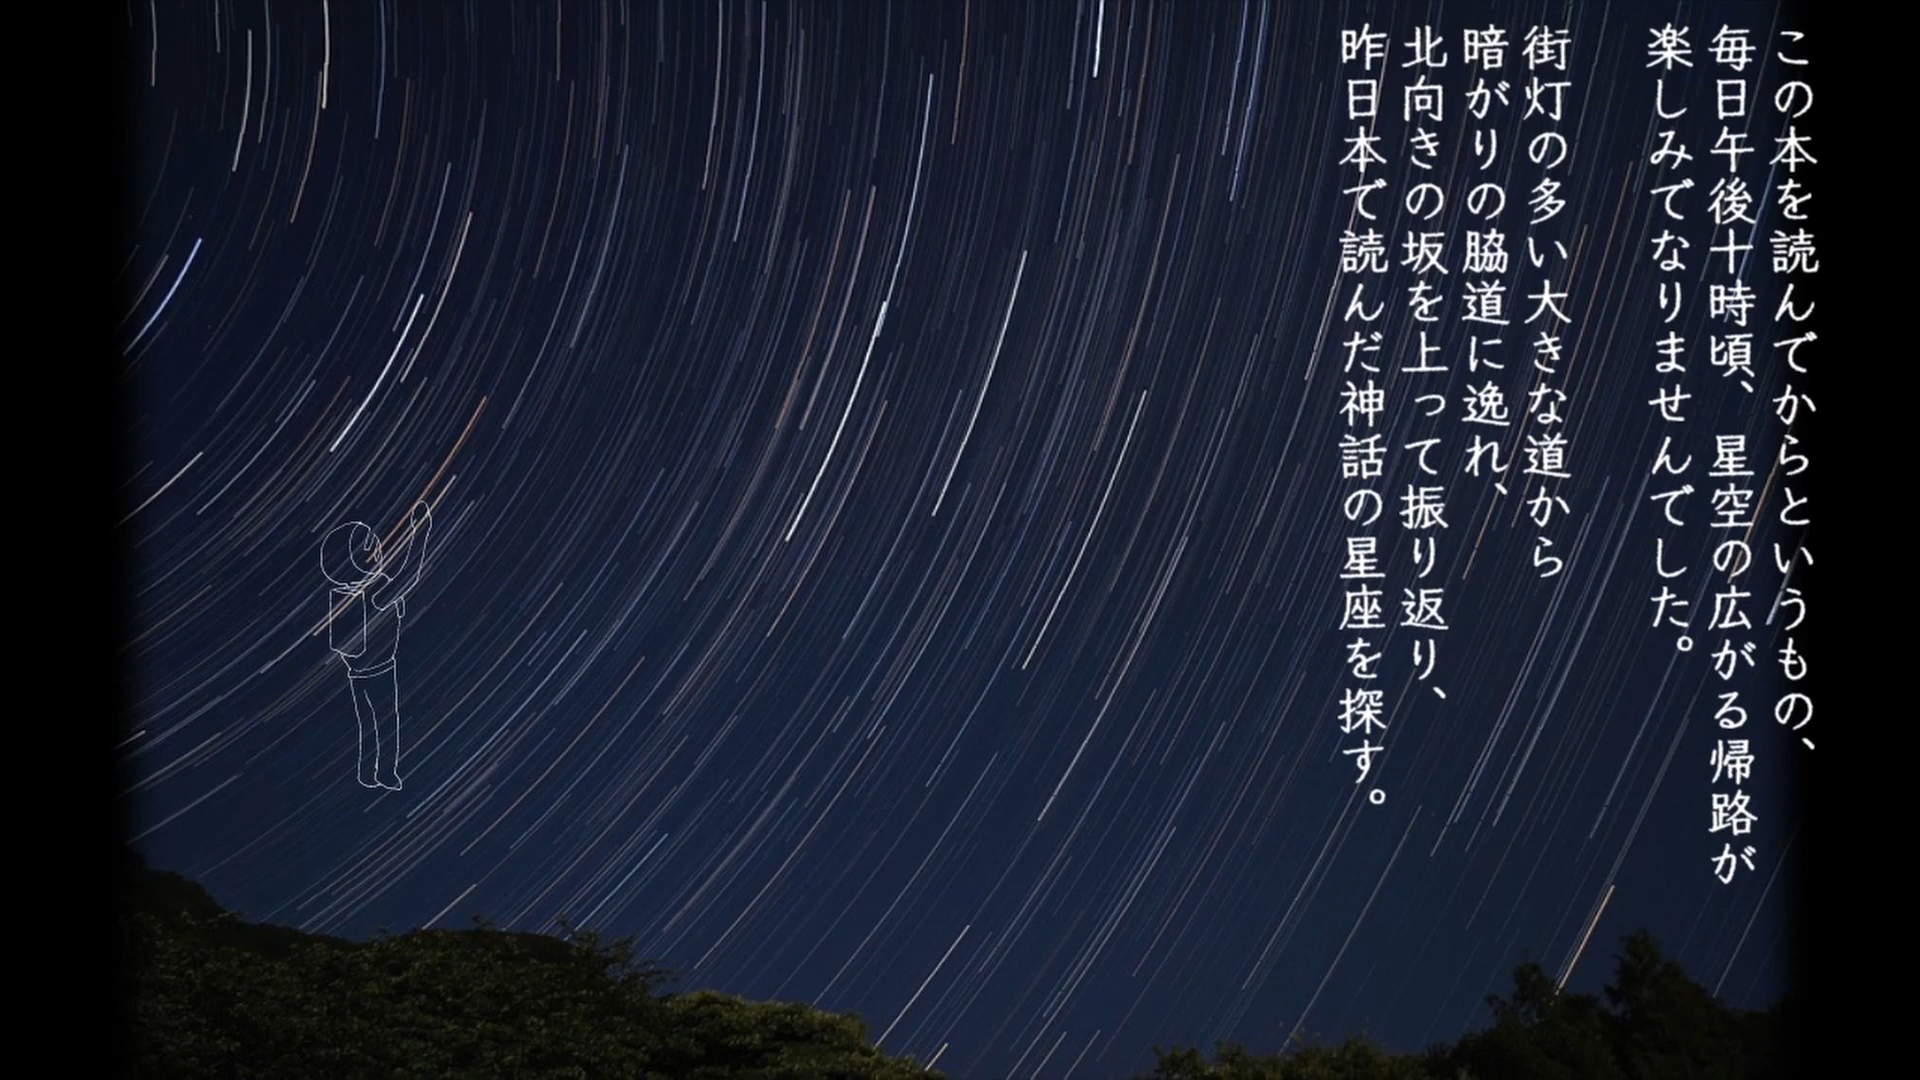 この本を読んでからというもの、
毎日午後十時頃、星空の広がる帰路が
楽しみでなりませんでした。
街灯の多い大きな道から
暗がりの脇道に逸れ、
北向きの坂を上って振り返り、
昨日本で読んだ神話の星座を探す。